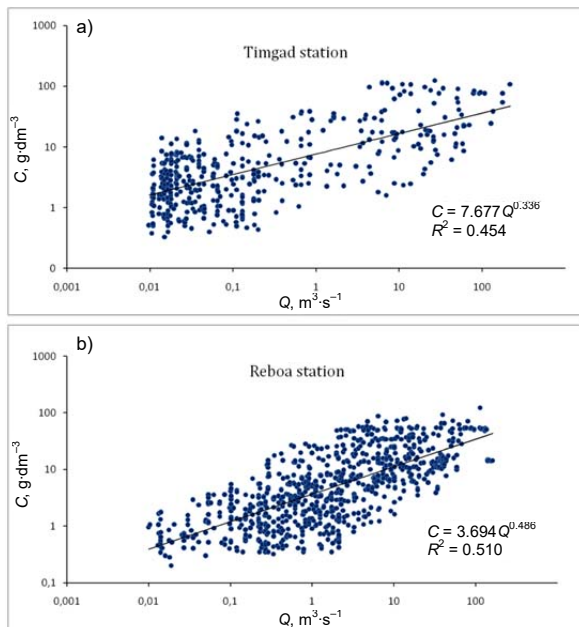 a)
Timgad station
1000
100
10
1
0
C, g·dm⁻³
C = 7.677Q^0.336
R² = 0.454
0,001
0,01
0,1
1
10
100
Q, m³·s⁻¹
b)
Reboa station
1000
100
10
1
0,1
C, g·dm⁻³
C = 3.694Q^0.486
R² = 0.510
0,001
0,01
0,1
1
10
100
Q, m³·s⁻¹